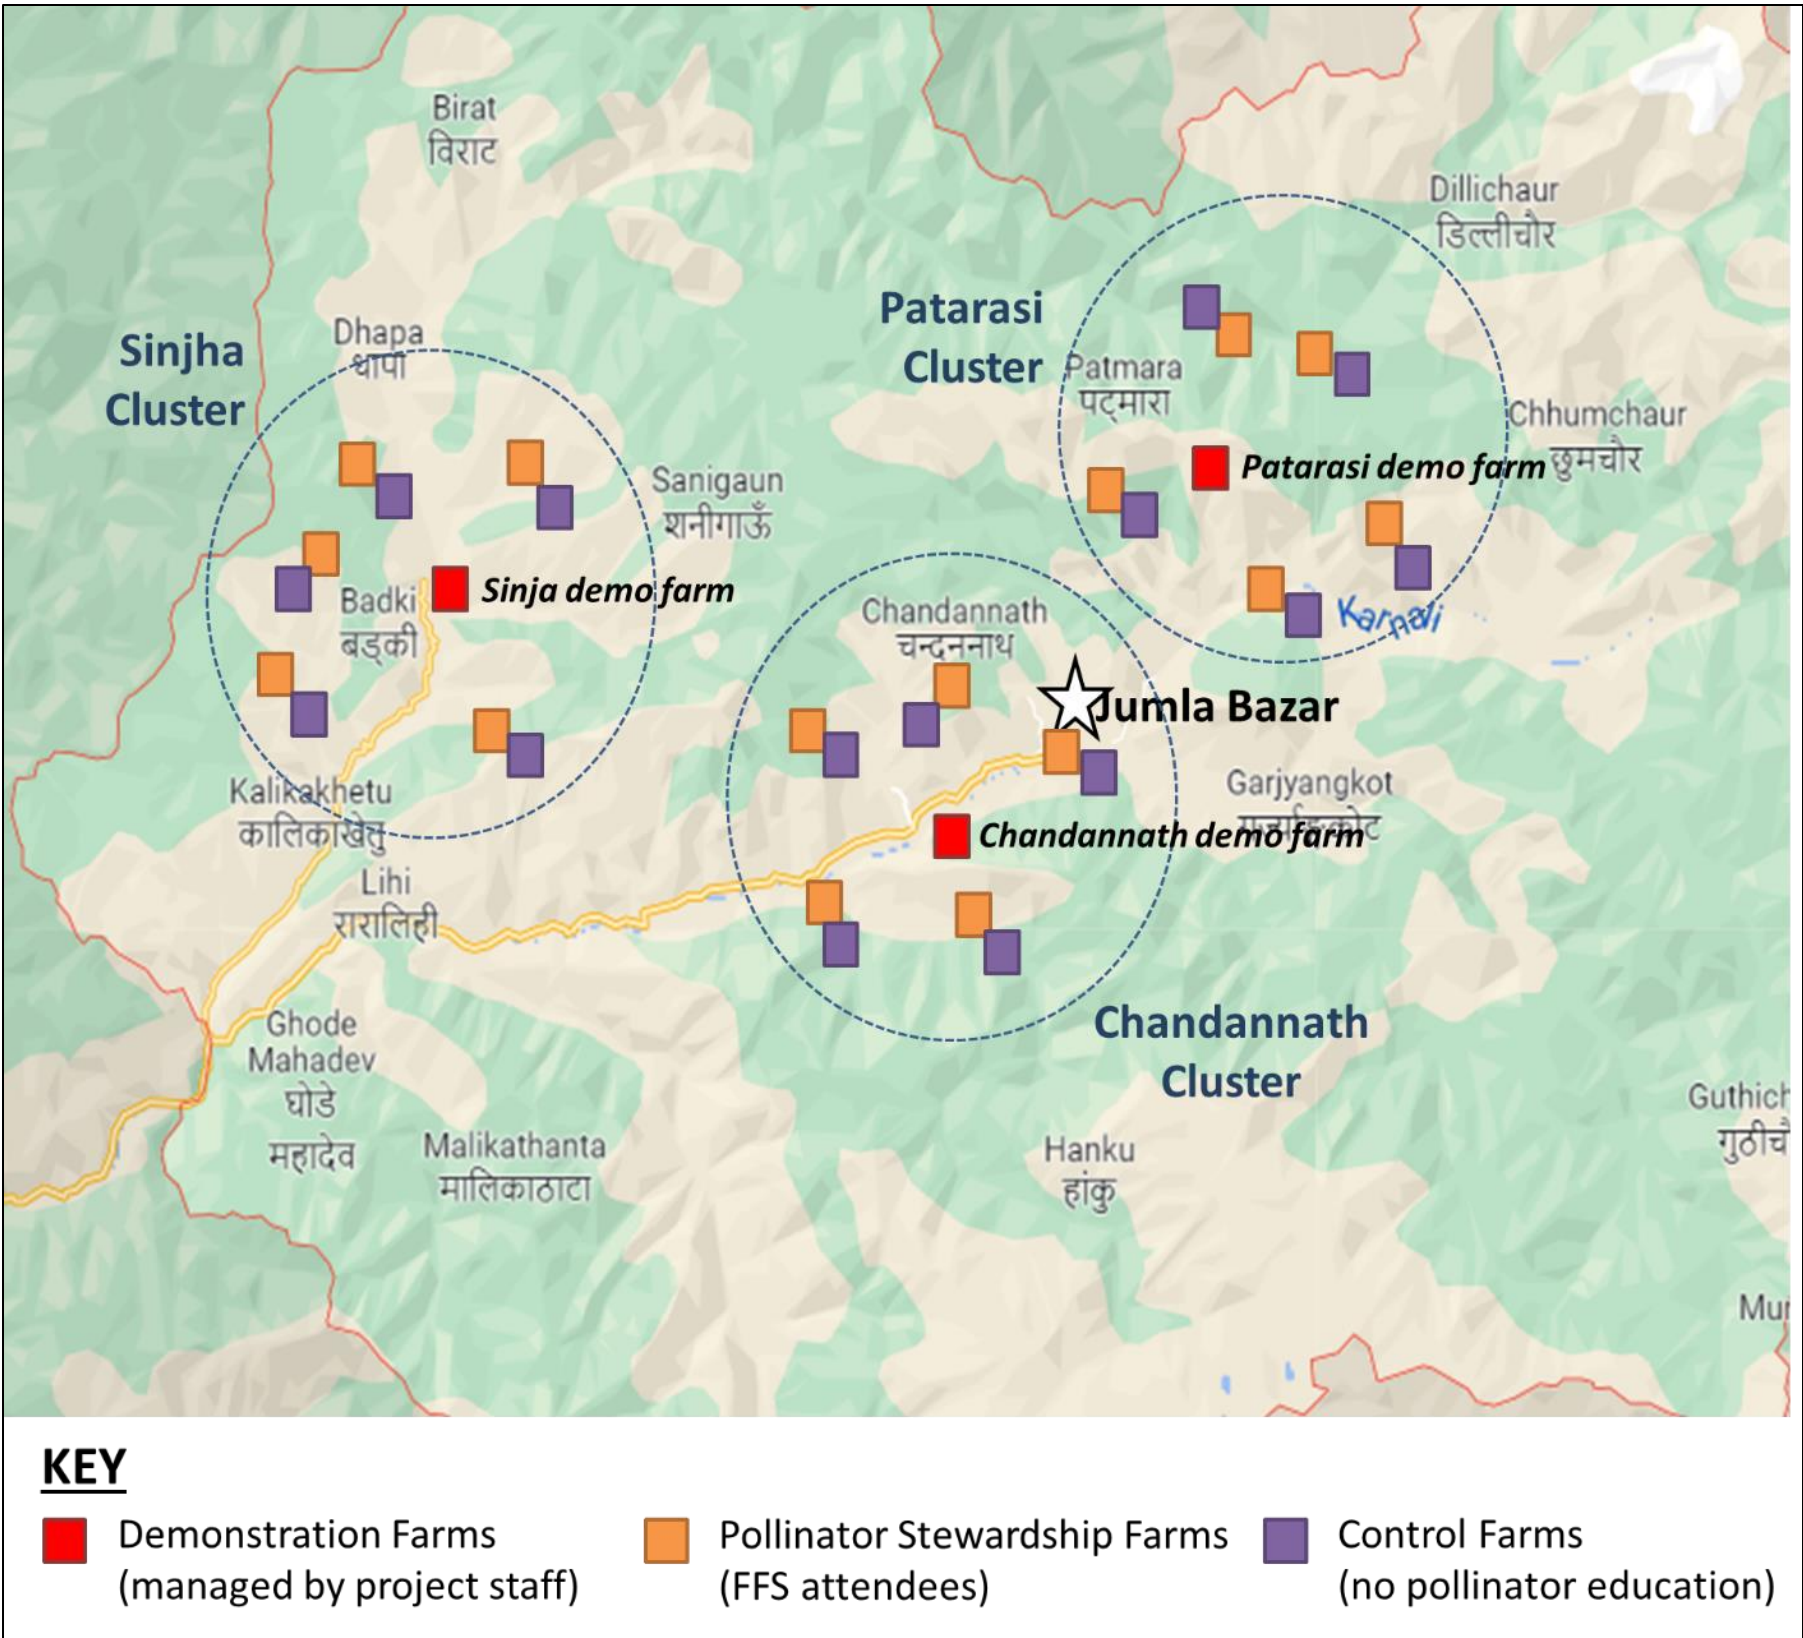 Birat
विराट
Dillichaur
डिल्लीचौर
Patarasi
Cluster
Sinjha
Cluster
Dhapa
धापा
Patmara
पट्मारा
Chhumchaur
छुमचौर
Patarasi demo farm
Sanigaun
शनीगाऊँ
Badki
बड्की
Sinja demo farm
Karnali
Chandannath
चन्दननाथ
Jumla Bazar
Kalikakhetu
कालिकाखेतु
Garjyangkot
Chandannath demo farm
Lihi
रारालिही
Ghode
Mahadev
घोडे
महादेव
Chandannath
Cluster
Malikathanta
मालिकाठाटा
Hanku
हांकु
Guthich
गुठीचै
Mur
KEY
Demonstration Farms
(managed by project staff)
Pollinator Stewardship Farms
(FFS attendees)
Control Farms
(no pollinator education)